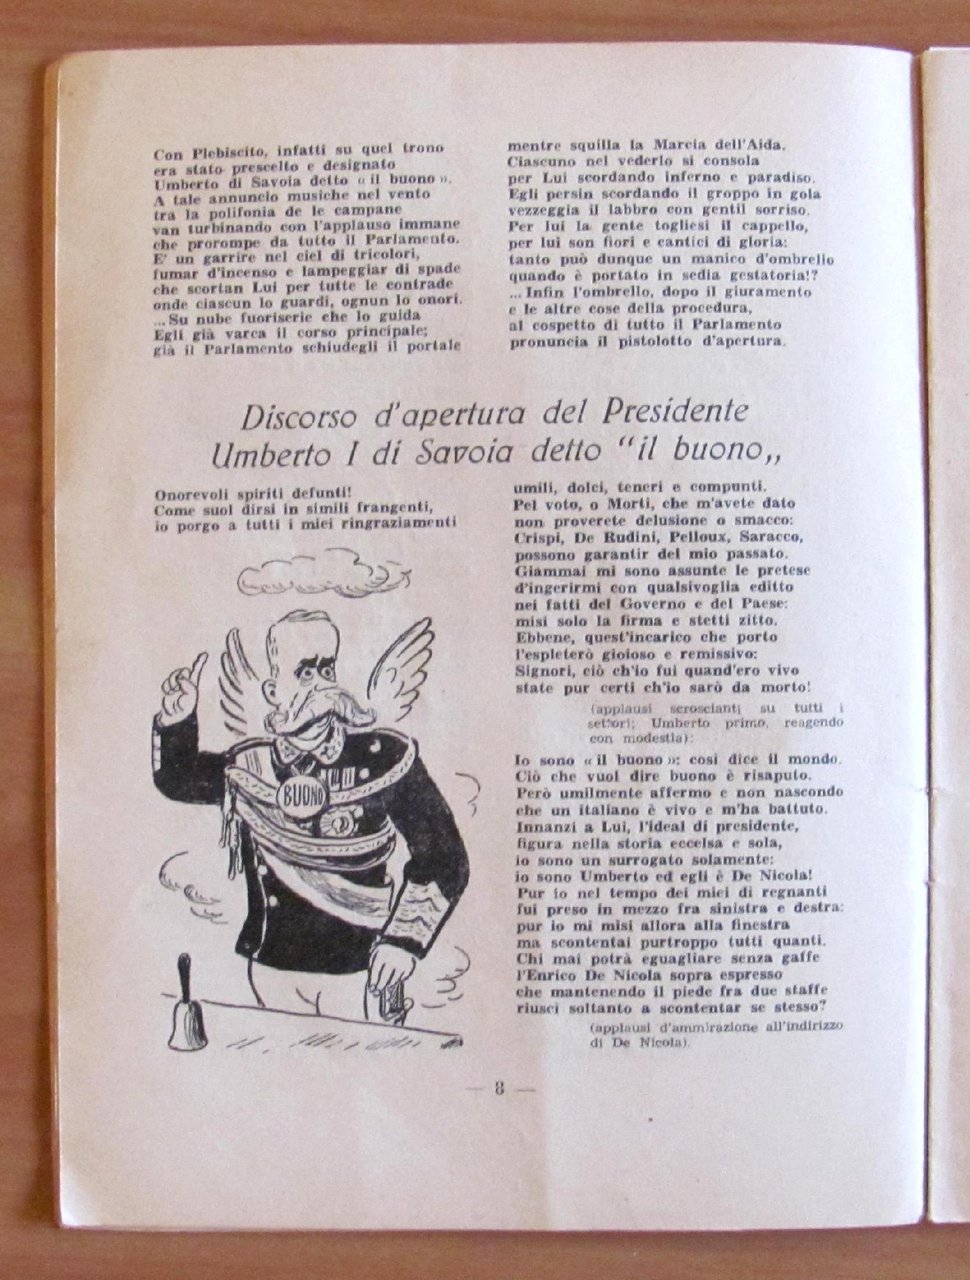 Con Plebiscito, infatti su quel trono
era stato prescelto e designato
Umberto di Savoia detto « il buono ».
A tale annuncio musiche nel vento
tra la polifonia de le campane
van turbinando con l'applauso immane
che prorompe da tutto il Parlamento.
E' un garrire nel ciel di tricolori,
fumar d'incenso e lampeggiar di spade
che scortan Lui per tutte le contrade
onde ciascun lo guardi, ognun lo onori.
...Su nube fuoriserie che lo guida
Egli già varca il corso principale;
già il Parlamento schiudegli il portale
mentre squilla la Marcia dell'Aida.
Ciascuno nel vederlo si consola
per Lui scordando inferno e paradiso.
Egli persin scordando il groppo in gola
vezzeggia il labbro con gentil sorriso.
Per lui la gente togliesi il cappello,
per lui son fiori e cantici di gloria:
tanto può dunque un manico d'ombrello
quando è portato in sedia gestatoria!?
...Infin l'ombrello, dopo il giuramento
e le altre cose della procedura,
al cospetto di tutto il Parlamento
pronuncia il pistolotto d'apertura.
Discorso d'apertura del Presidente
Umberto I di Savoia detto “il buono„
Onorevoli spiriti defunti!
Come suol dirsi in simili frangenti,
io porgo a tutti i miei ringraziamenti
BUONO
umili, dolci, teneri e compunti.
Pel voto, o Morti, che m'avete dato
non proverete delusione o smacco:
Crispi, De Rudini, Pelloux, Saracco,
possono garantir del mio passato.
Giammai mi sono assunte le pretese
d'ingerirmi con qualsivoglia editto
nei fatti del Governo e del Paese:
misi solo la firma e stetti zitto.
Ebbene, quest'incarico che porto
l'espleterò gioioso e remissivo:
Signori, ciò ch'io fui quand'ero vivo
state pur certi ch'io sarò da morto!
(applausi scroscianti su tutti i
settori; Umberto primo, reagendo
con modestia):
Io sono « il buono »: così dice il mondo.
Ciò che vuol dire buono è risaputo.
Però umilmente affermo e non nascondo
che un italiano è vivo e m'ha battuto.
Innanzi a Lui, l'ideal di presidente,
figura nella storia eccelsa e sola,
io sono un surrogato solamente:
io sono Umberto ed egli è De Nicola!
Pur io nel tempo dei miei di regnanti
fui preso in mezzo fra sinistra e destra:
pur io mi misi allora alla finestra
ma scontentai purtroppo tutti quanti.
Chi mai potrà eguagliare senza gaffe
l'Enrico De Nicola sopra espresso
che mantenendo il piede fra due staffe
riuscì soltanto a scontentar se stesso?
(applausi d'ammirazione all'indirizzo
di De Nicola).
— 8 —